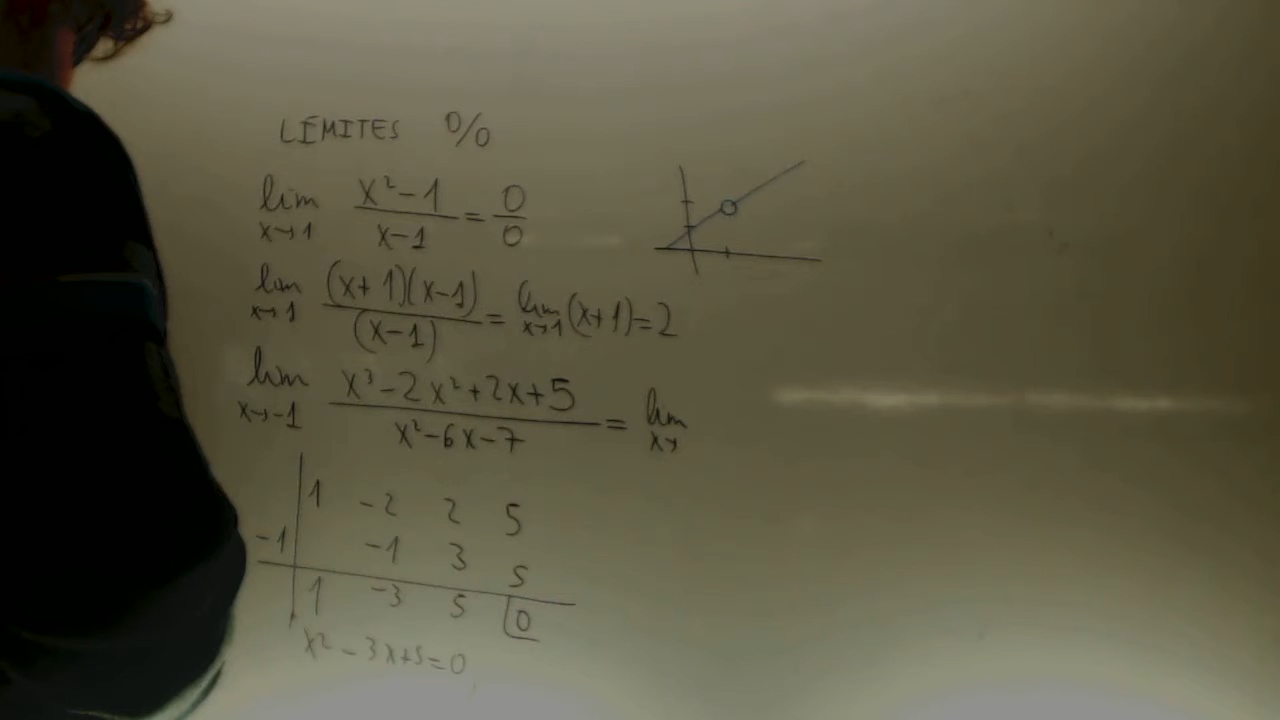 LÍMITES 0/0
lim x→1 x²-1 / x-1 = 0/0
lim x→1 (x+1)(x-1) / (x-1) = lim x→1 (x+1)=2
lim x→-1 x³-2x²+2x+5 / x²-6x-7 = lim x→
1 -2 2 5
-1 -1 3 5
1 -3 5 0
x²-3x+5=0